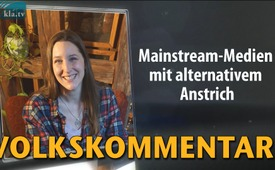 kla.tv
Mainstream-Medien
mit alternativem
Anstrich
VOLKSKOMMENTAR